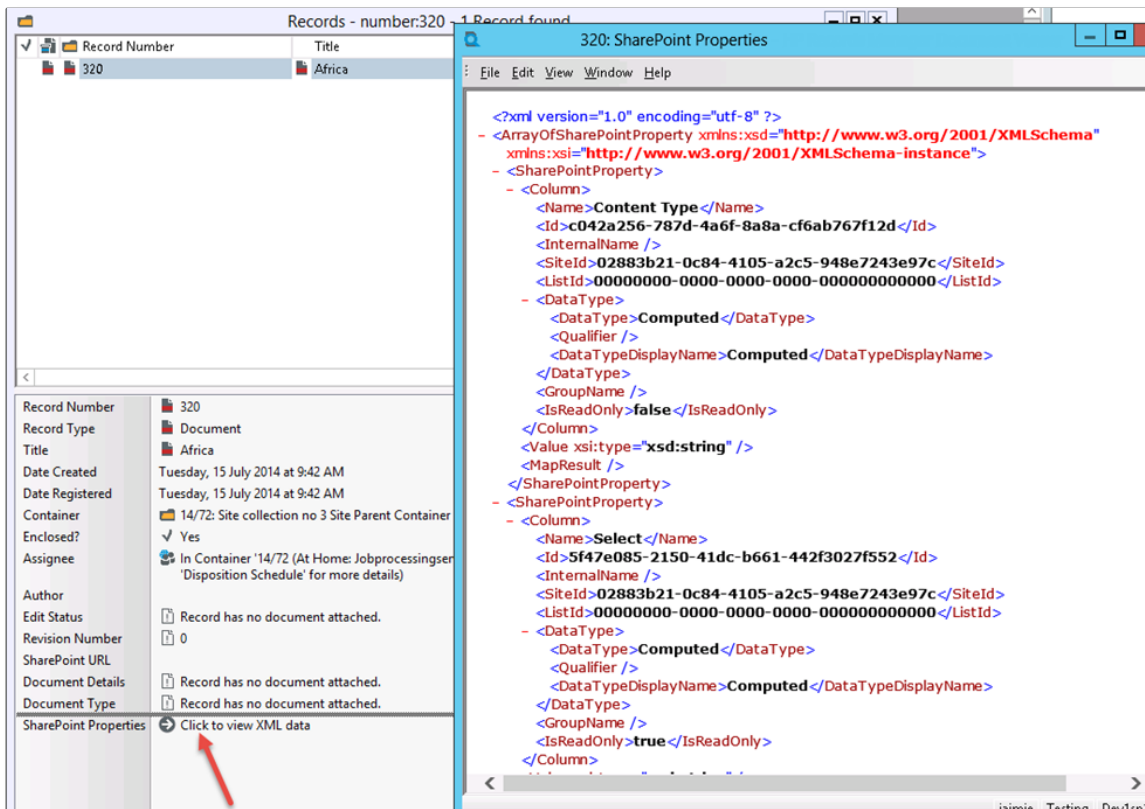 Records - number:320 - 1 Record found
Record Number Title
320 Africa
Record Number 320
Record Type Document
Title Africa
Date Created Tuesday, 15 July 2014 at 9:42 AM
Date Registered Tuesday, 15 July 2014 at 9:42 AM
Container 14/72: Site collection no 3 Site Parent Container
Enclosed? Yes
Assignee In Container '14/72 (At Home: Jobprocessingser
'Disposition Schedule' for more details)
Author
Edit Status Record has no document attached.
Revision Number 0
SharePoint URL
Document Details Record has no document attached.
Document Type Record has no document attached.
SharePoint Properties Click to view XML data
320: SharePoint Properties
File Edit View Window Help
<?xml version="1.0" encoding="utf-8" ?>
- <ArrayOfSharePointProperty xmlns:xsd="http://www.w3.org/2001/XMLSchema"
xmlns:xsi="http://www.w3.org/2001/XMLSchema-instance">
- <SharePointProperty>
- <Column>
<Name>Content Type</Name>
<Id>c042a256-787d-4a6f-8a8a-cf6ab767f12d</Id>
<InternalName />
<SiteId>02883b21-0c84-4105-a2c5-948e7243e97c</SiteId>
<ListId>00000000-0000-0000-0000-000000000000</ListId>
- <DataType>
<DataType>Computed</DataType>
<Qualifier />
<DataTypeDisplayName>Computed</DataTypeDisplayName>
</DataType>
<GroupName />
<IsReadOnly>false</IsReadOnly>
</Column>
<Value xsi:type="xsd:string" />
<MapResult />
</SharePointProperty>
- <SharePointProperty>
- <Column>
<Name>Select</Name>
<Id>5f47e085-2150-41dc-b661-442f3027f552</Id>
<InternalName />
<SiteId>02883b21-0c84-4105-a2c5-948e7243e97c</SiteId>
<ListId>00000000-0000-0000-0000-000000000000</ListId>
- <DataType>
<DataType>Computed</DataType>
<Qualifier />
<DataTypeDisplayName>Computed</DataTypeDisplayName>
</DataType>
<GroupName />
<IsReadOnly>true</IsReadOnly>
</Column>